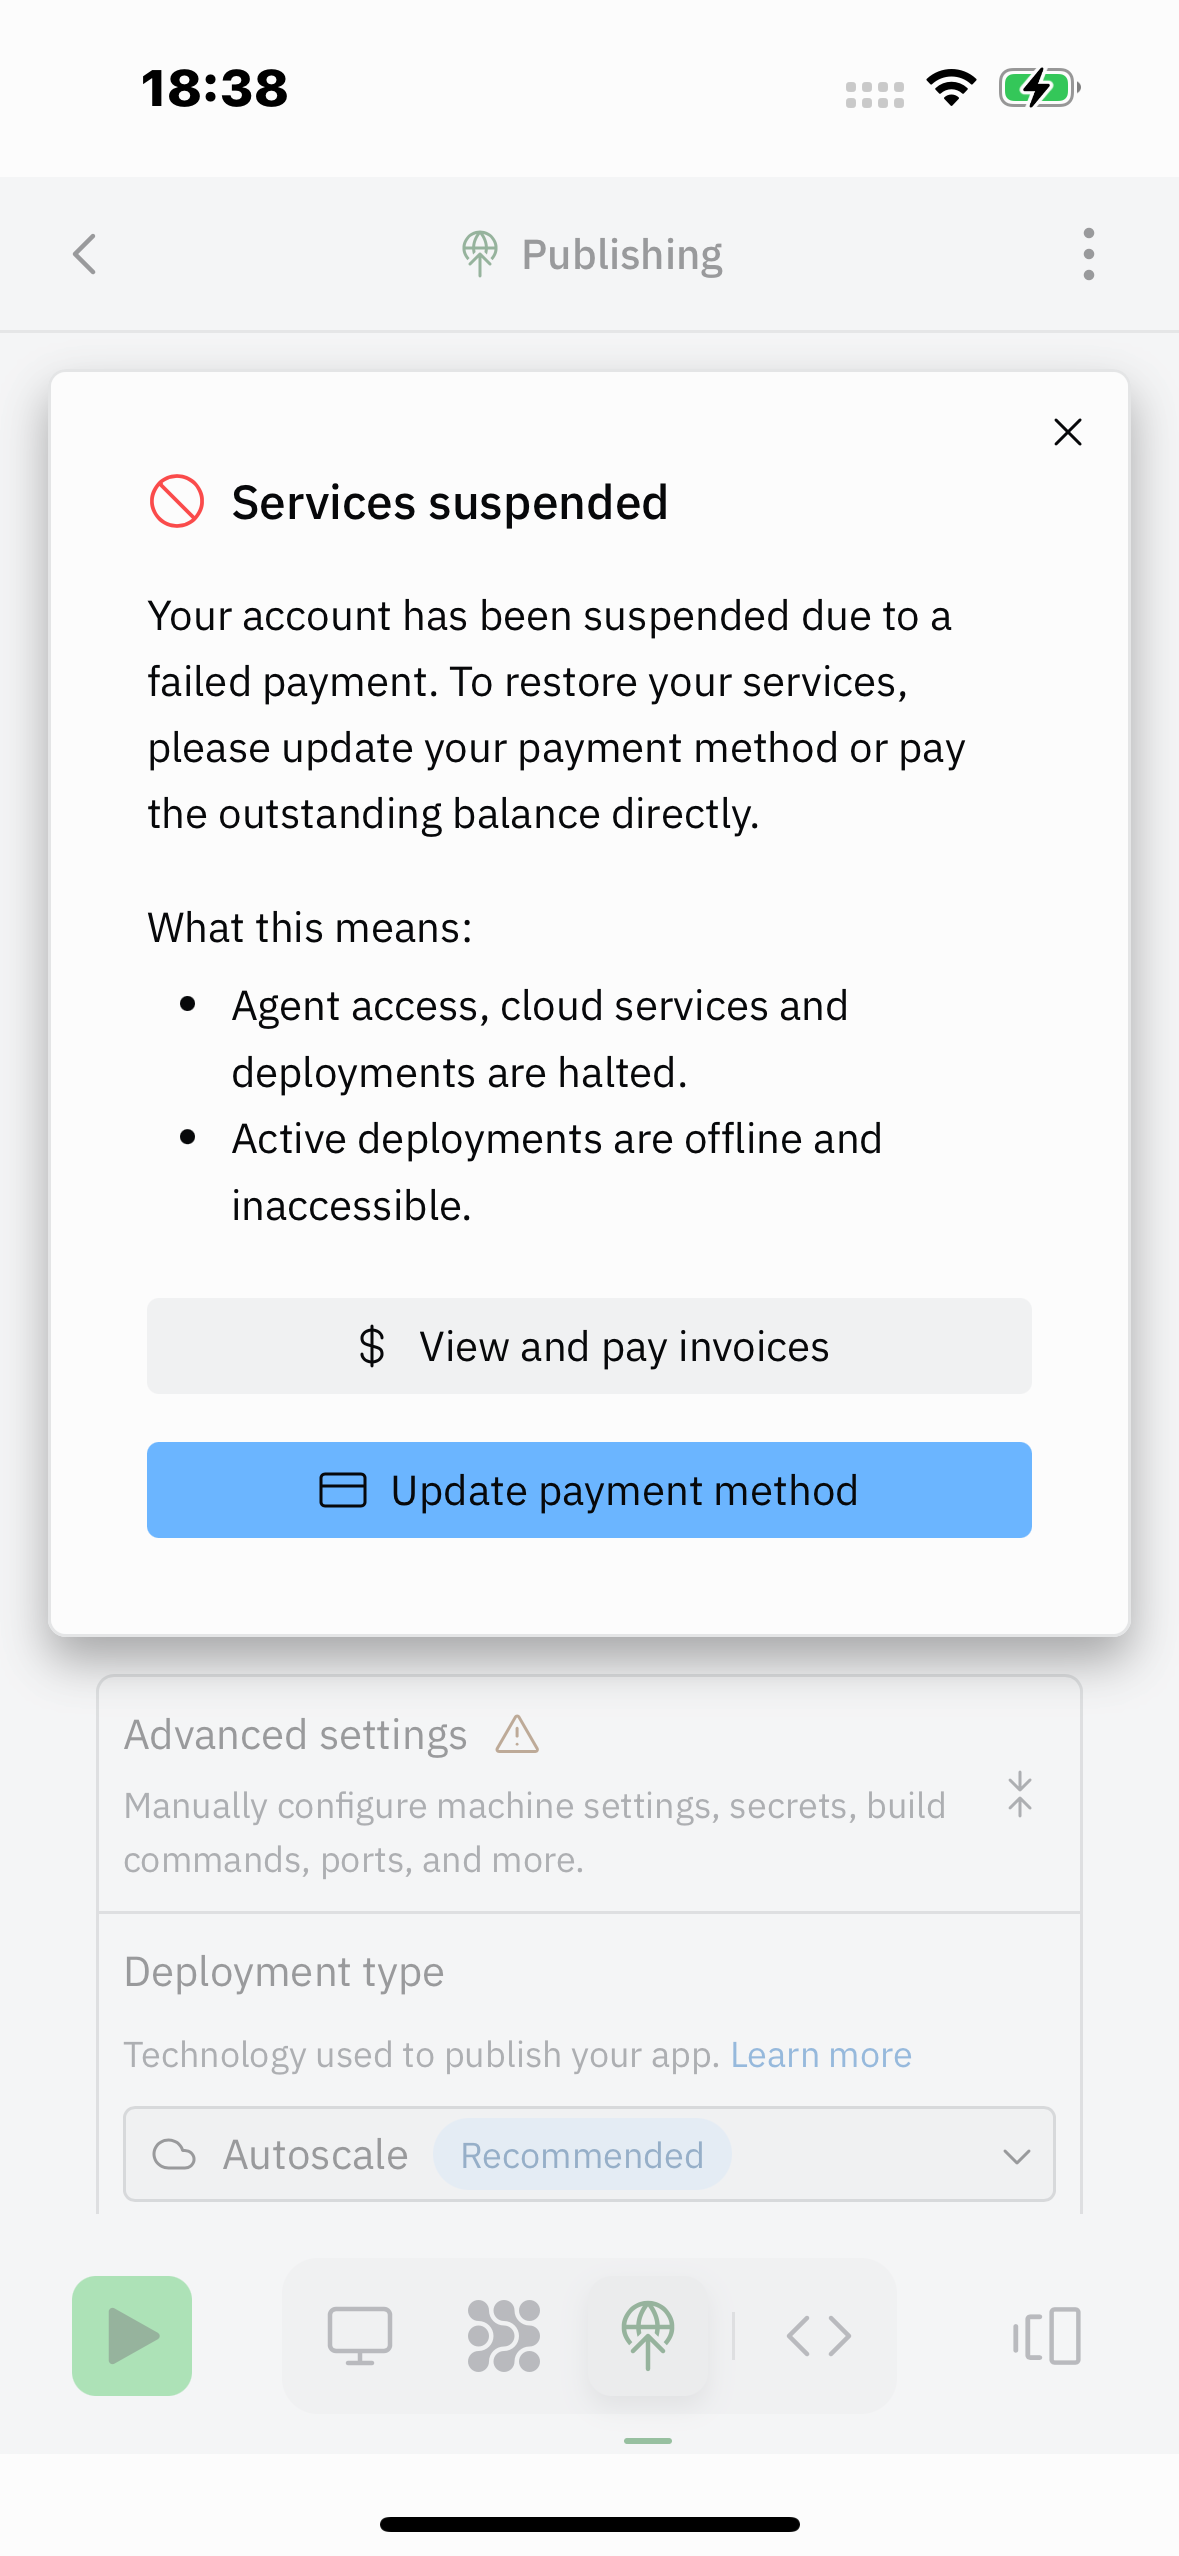 18:38
Publishing
Services suspended
Your account has been suspended due to a
failed payment. To restore your services,
please update your payment method or pay
the outstanding balance directly.
What this means:
• Agent access, cloud services and
deployments are halted.
• Active deployments are offline and
inaccessible.
$ View and pay invoices
Update payment method
Advanced settings
Manually configure machine settings, secrets, build
commands, ports, and more.
Deployment type
Technology used to publish your app. Learn more
Autoscale Recommended